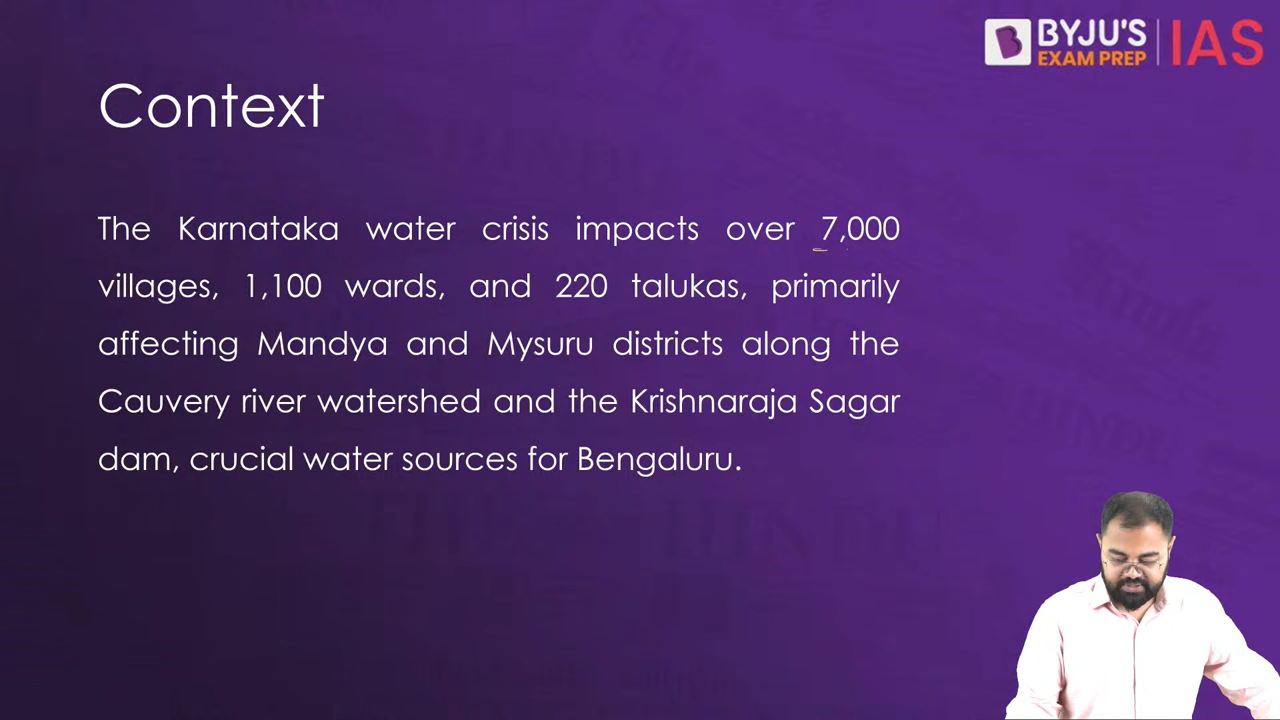 BYJU'S
EXAM PREP
IAS
Context
The Karnataka water crisis impacts over 7,000
villages, 1,100 wards, and 220 talukas, primarily
affecting Mandya and Mysuru districts along the
Cauvery river watershed and the Krishnaraja Sagar
dam, crucial water sources for Bengaluru.